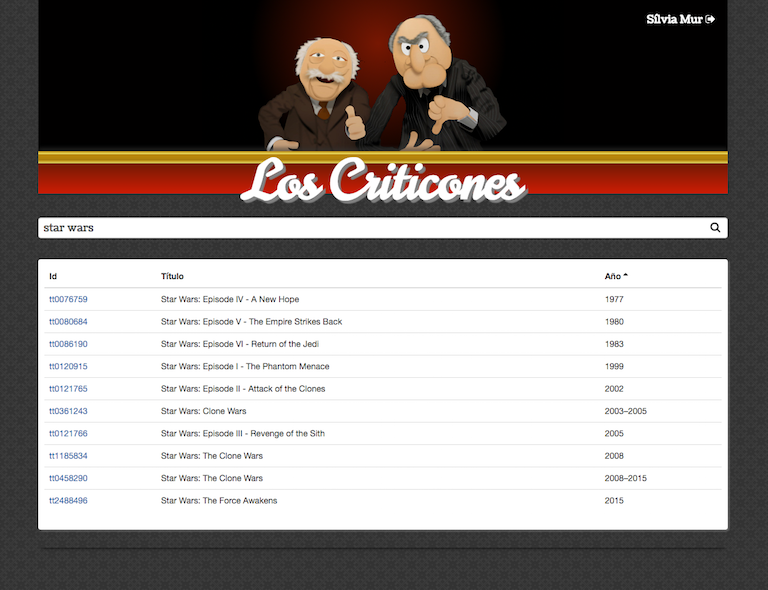 Sílvia Mur
Los Criticones
star wars
Id Título Año
tt0076759 Star Wars: Episode IV - A New Hope 1977
tt0080684 Star Wars: Episode V - The Empire Strikes Back 1980
tt0086190 Star Wars: Episode VI - Return of the Jedi 1983
tt0120915 Star Wars: Episode I - The Phantom Menace 1999
tt0121765 Star Wars: Episode II - Attack of the Clones 2002
tt0361243 Star Wars: Clone Wars 2003–2005
tt0121766 Star Wars: Episode III - Revenge of the Sith 2005
tt1185834 Star Wars: The Clone Wars 2008
tt0458290 Star Wars: The Clone Wars 2008–2015
tt2488496 Star Wars: The Force Awakens 2015